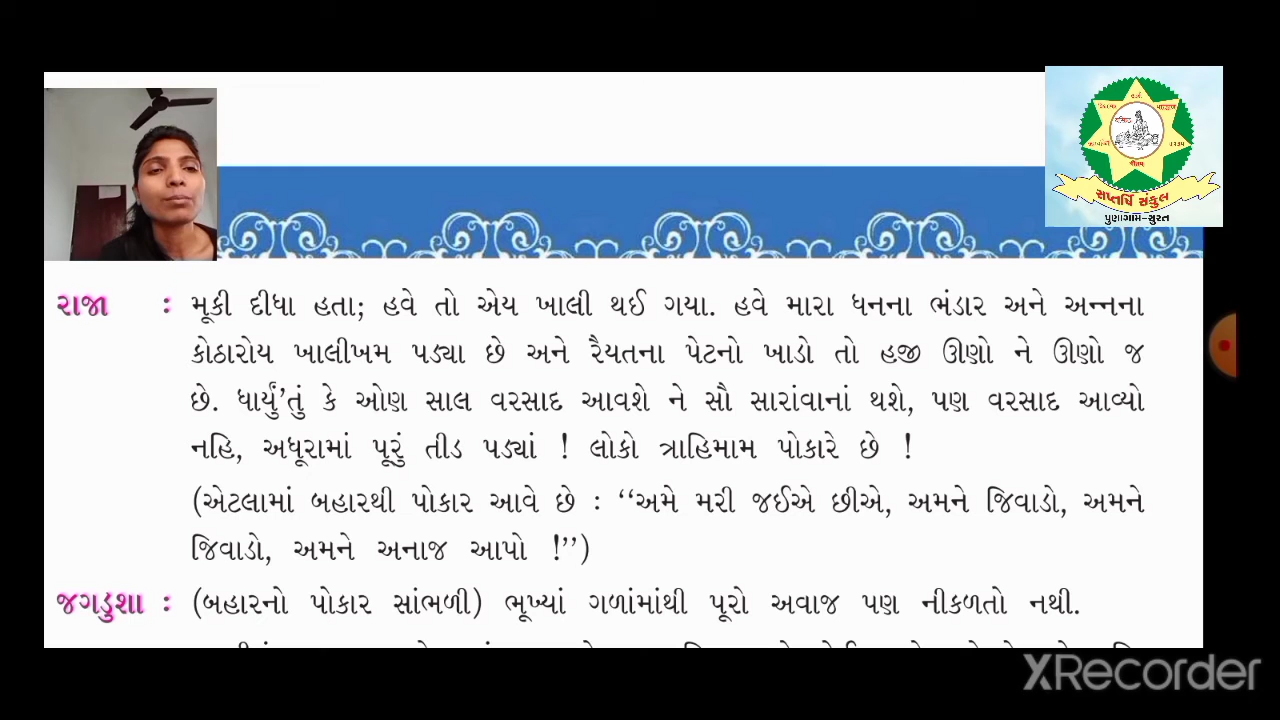 સપ્તર્ષિ સંકુલ
પુણાગામ-સુરત
રાજા : મૂકી દીધા હતા; હવે તો એય ખાલી થઈ ગયા. હવે મારા ધનના ભંડાર અને અન્નના
કોઠારોય ખાલીખમ પડ્યા છે અને રૈયતના પેટનો ખાડો તો હજી ઊણો ને ઊણો જ
છે. ધાર્યું'તું કે ઓણ સાલ વરસાદ આવશે ને સૌ સારાંવાનાં થશે, પણ વરસાદ આવ્યો
નહિ, અધૂરામાં પૂરું તીડ પડ્યાં ! લોકો ત્રાહિમામ પોકારે છે !
(એટલામાં બહારથી પોકાર આવે છે : ‘‘અમે મરી જઈએ છીએ, અમને જિવાડો, અમને
જિવાડો, અમને અનાજ આપો !’’)
જગડુશા : (બહારનો પોકાર સાંભળી) ભૂખ્યાં ગળાંમાંથી પૂરો અવાજ પણ નીકળતો નથી.
XRecorder